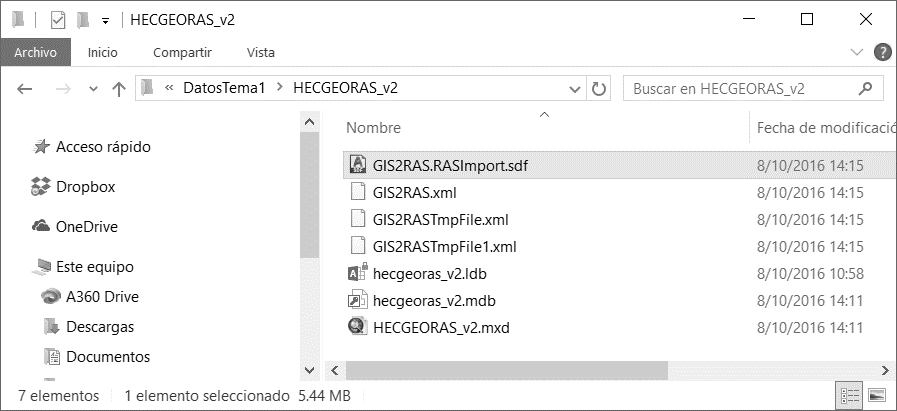 HECGEORAS_v2
Archivo Inicio Compartir Vista
« DatosTema1 HECGEORAS_v2 Buscar en HECGEORAS_v2
Nombre Fecha de modificació
Acceso rápido
Dropbox
OneDrive
Este equipo
A360 Drive
Descargas
Documentos
GIS2RAS.RASImport.sdf 8/10/2016 14:15
GIS2RAS.xml 8/10/2016 14:15
GIS2RASTmpFile.xml 8/10/2016 14:15
GIS2RASTmpFile1.xml 8/10/2016 14:15
hecgeoras_v2.ldb 8/10/2016 10:58
hecgeoras_v2.mdb 8/10/2016 14:11
HECGEORAS_v2.mxd 8/10/2016 14:11
7 elementos 1 elemento seleccionado 5.44 MB